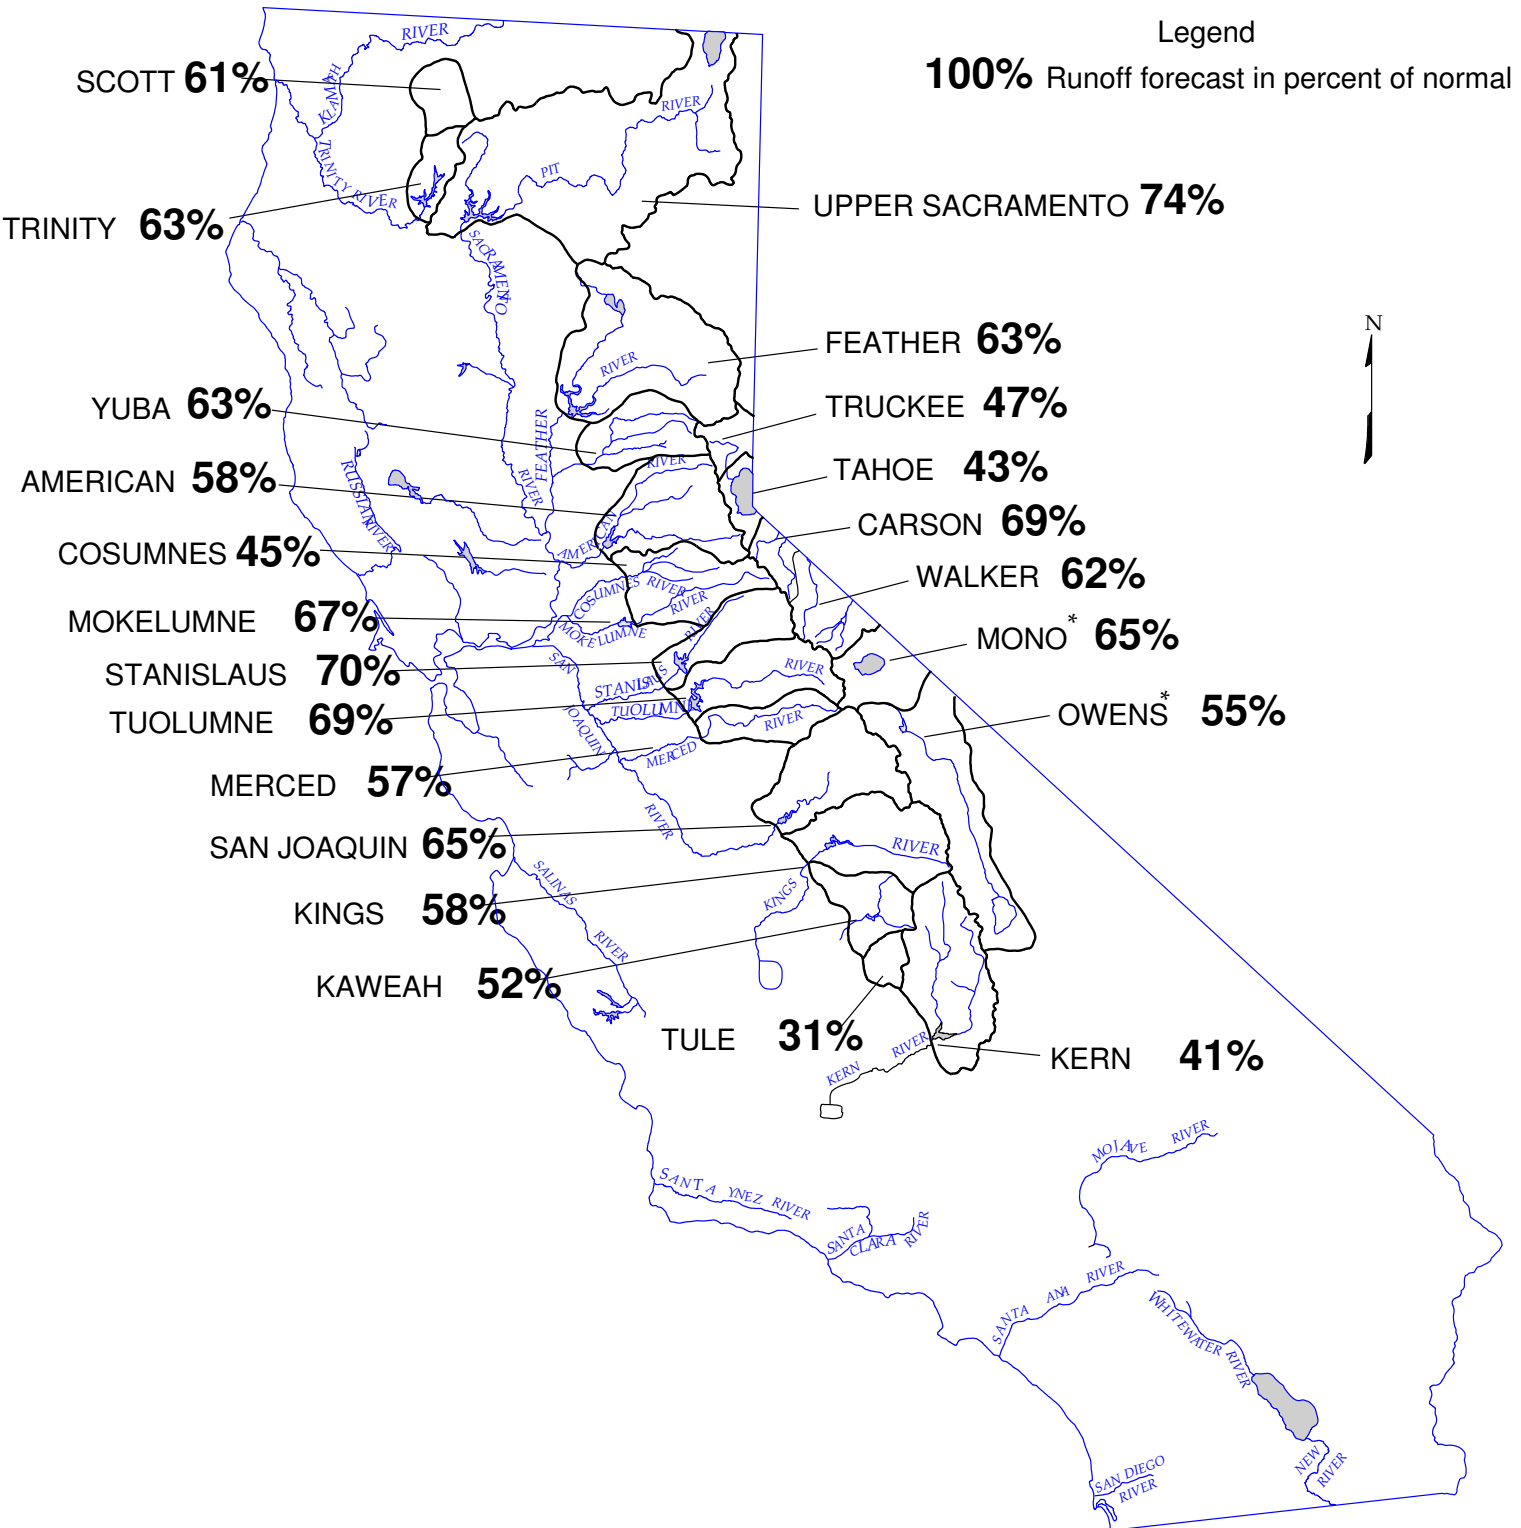 Legend
100% Runoff forecast in percent of normal
RIVER
KLAMATH
SCOTT 61%
RIVER
TRINITY RIVER
PIT
UPPER SACRAMENTO 74%
TRINITY 63%
SACRAMENTO
N
FEATHER 63%
RIVER
YUBA 63%
TRUCKEE 47%
FEATHER
RIVER
RIVER
AMERICAN 58%
TAHOE 43%
RUSSIAN RIVER
CARSON 69%
AMERICAN
COSUMNES 45%
WALKER 62%
COSUMNES RIVER
RIVER
MOKELUMNE 67%
MOKELUMNE
RIVER
MONO* 65%
STANISLAUS 70%
SAN
JOAQUIN
RIVER
STANISLAUS
RIVER
TUOLUMNE 69%
TUOLUMNE
RIVER
OWENS* 55%
MERCED 57%
MERCED
SAN JOAQUIN 65%
RIVER
KINGS 58%
KINGS
SALINAS
RIVER
KAWEAH 52%
TULE 31%
KERN
RIVER
KERN 41%
MOJAVE RIVER
SANTA YNEZ RIVER
SANTA
CLARA
RIVER
SANTA ANA RIVER
WHITEWATER RIVER
NEW
RIVER
SAN DIEGO
RIVER